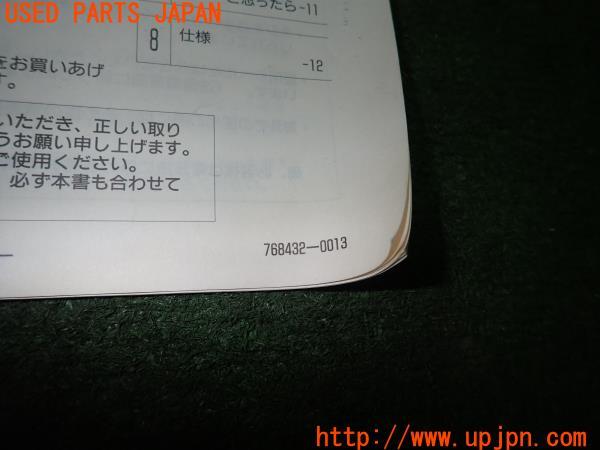 USED PARTS JAPAN
と思ったら-11
8 仕様
-12
をお買いあげ
す。
いただき、正しい取り
うお願い申し上げます。
ご使用ください。
必ず本書も合わせて
768432-0013
http://www.upjpn.com/